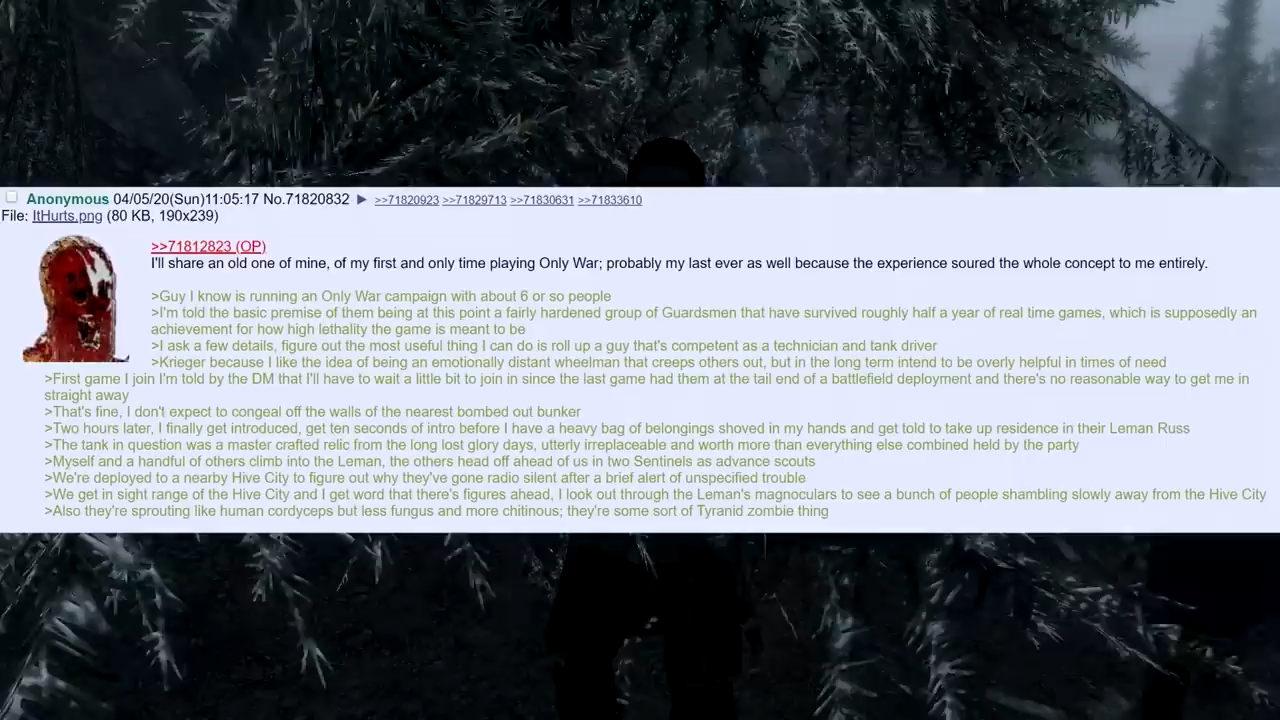 Anonymous 04/05/20(Sun)11:05:17 No.71820832 ▶ >>71820923 >>71829713 >>71830631 >>71833610
File: ItHurts.png (80 KB, 190x239)
>>71812823 (OP)
I'll share an old one of mine, of my first and only time playing Only War; probably my last ever as well because the experience soured the whole concept to me entirely.
>Guy I know is running an Only War campaign with about 6 or so people
>I'm told the basic premise of them being at this point a fairly hardened group of Guardsmen that have survived roughly half a year of real time games, which is supposedly an
achievement for how high lethality the game is meant to be
>I ask a few details, figure out the most useful thing I can do is roll up a guy that's competent as a technician and tank driver
>Krieger because I like the idea of being an emotionally distant wheelman that creeps others out, but in the long term intend to be overly helpful in times of need
>First game I join I'm told by the DM that I'll have to wait a little bit to join in since the last game had them at the tail end of a battlefield deployment and there's no reasonable way to get me in
straight away
>That's fine, I don't expect to congeal off the walls of the nearest bombed out bunker
>Two hours later, I finally get introduced, get ten seconds of intro before I have a heavy bag of belongings shoved in my hands and get told to take up residence in their Leman Russ
>The tank in question was a master crafted relic from the long lost glory days, utterly irreplaceable and worth more than everything else combined held by the party
>Myself and a handful of others climb into the Leman, the others head off ahead of us in two Sentinels as advance scouts
>We're deployed to a nearby Hive City to figure out why they've gone radio silent after a brief alert of unspecified trouble
>We get in sight range of the Hive City and I get word that there's figures ahead, I look out through the Leman's magnoculars to see a bunch of people shambling slowly away from the Hive City
>Also they're sprouting like human cordyceps but less fungus and more chitinous; they're some sort of Tyranid zombie thing